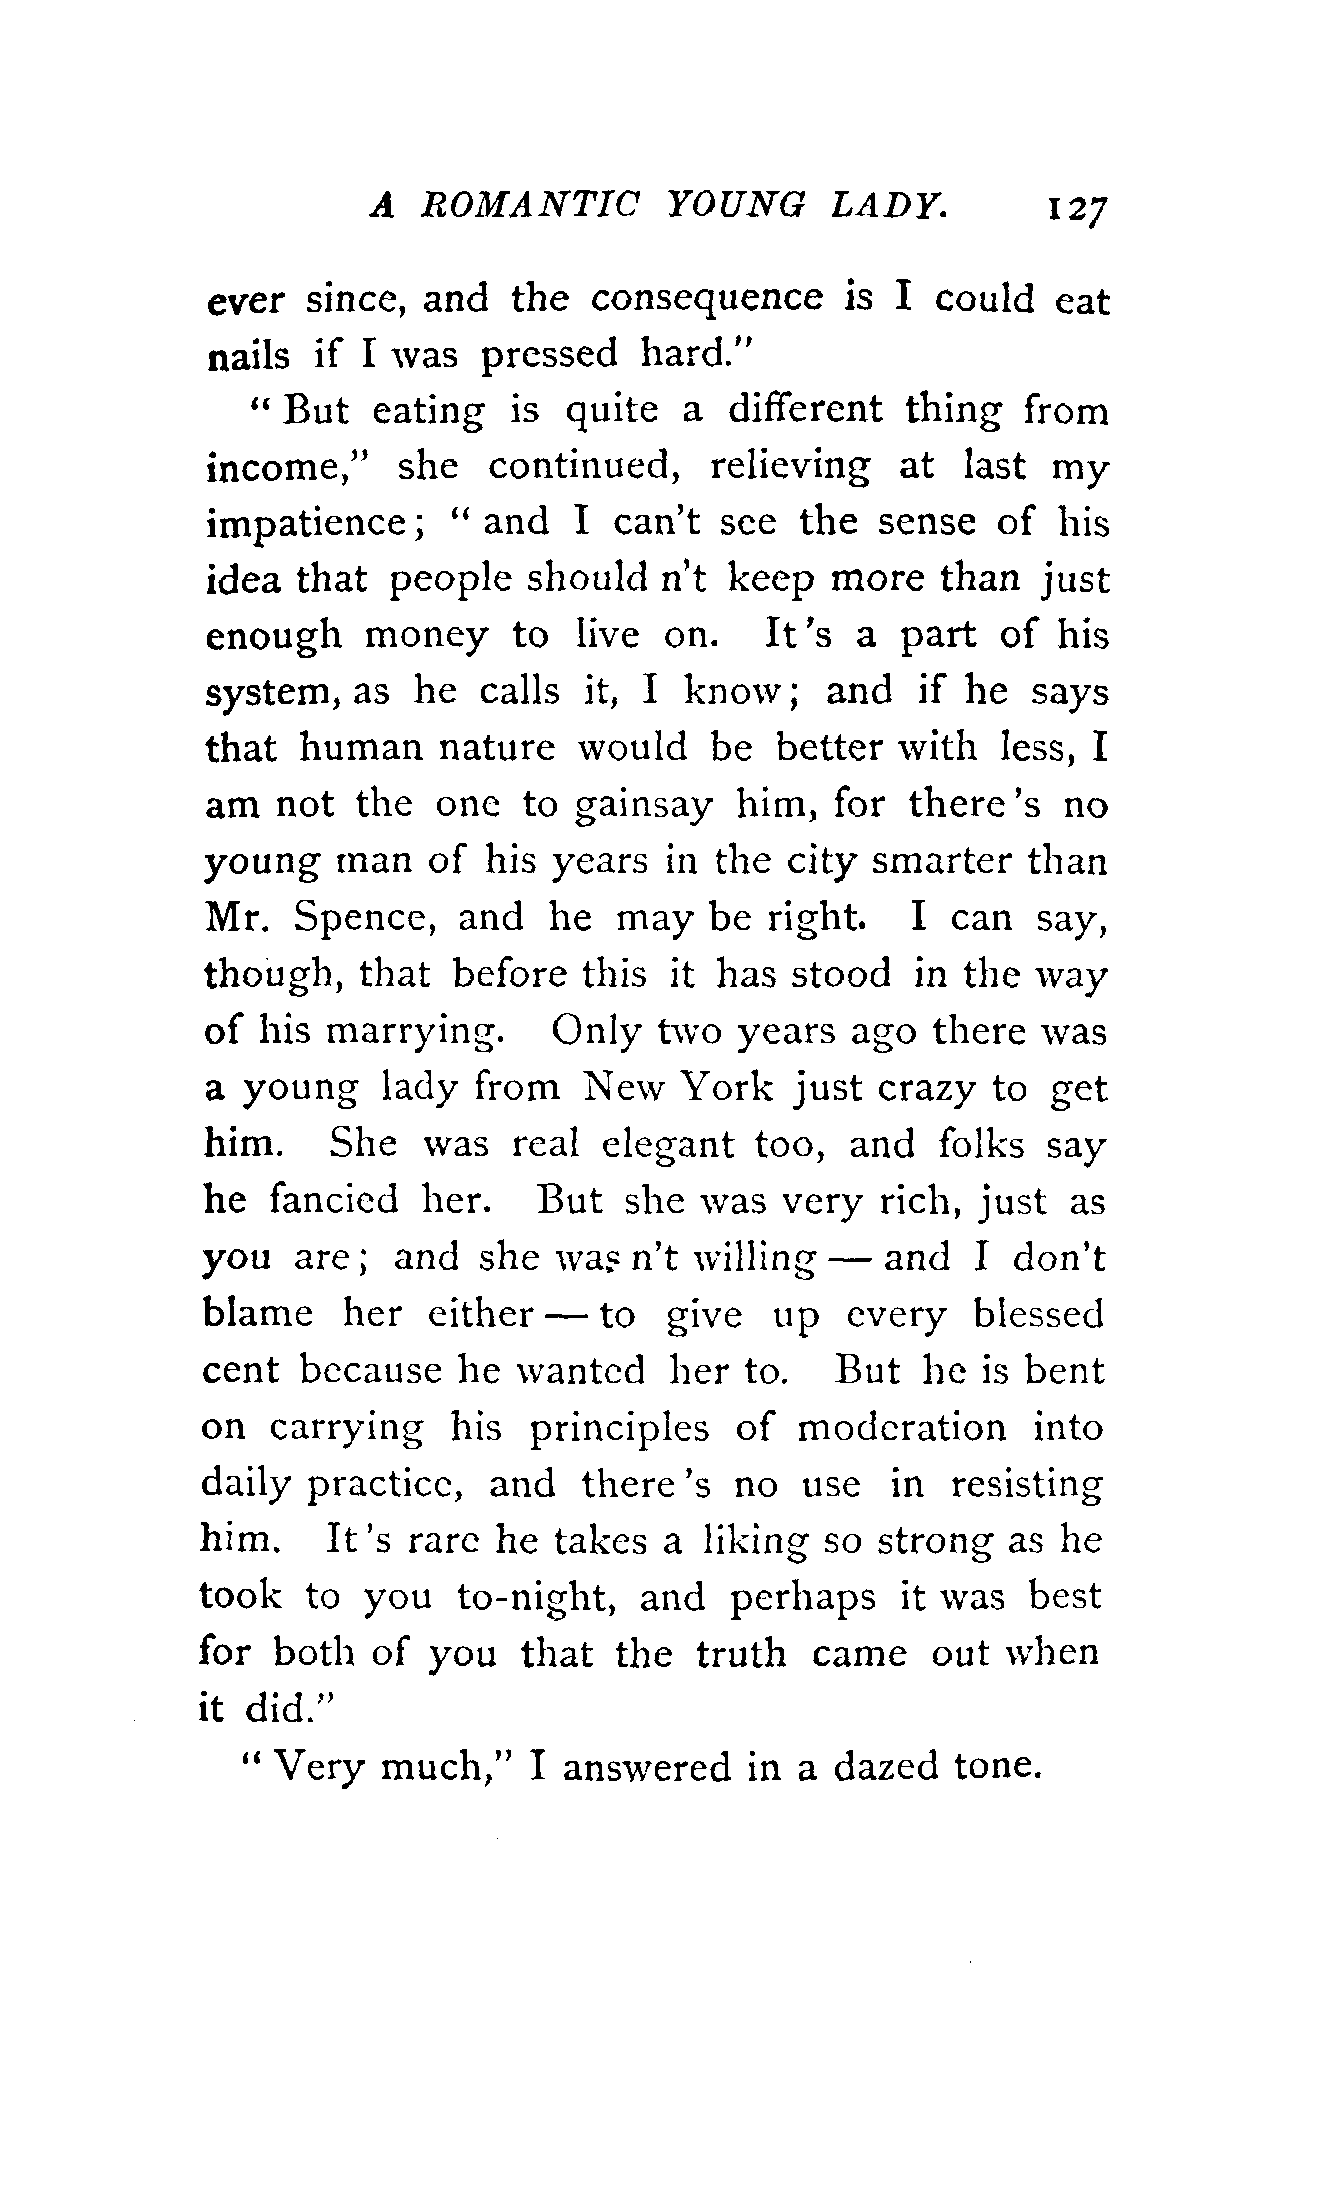 A ROMANTIC YOUNG LADY. 127
ever since, and the consequence is I could eat
nails if I was pressed hard."
" But eating is quite a different thing from
income," she continued, relieving at last my
impatience ; " and I can't see the sense of his
idea that people should n't keep more than just
enough money to live on. It 's a part of his
system, as he calls it, I know ; and if he says
that human nature would be better with less, I
am not the one to gainsay him, for there 's no
young man of his years in the city smarter than
Mr. Spence, and he may be right. I can say,
though, that before this it has stood in the way
of his marrying. Only two years ago there was
a young lady from New York just crazy to get
him. She was real elegant too, and folks say
he fancied her. But she was very rich, just as
you are ; and she was n't willing — and I don't
blame her either — to give up every blessed
cent because he wanted her to. But he is bent
on carrying his principles of moderation into
daily practice, and there 's no use in resisting
him. It 's rare he takes a liking so strong as he
took to you to-night, and perhaps it was best
for both of you that the truth came out when
it did."
" Very much," I answered in a dazed tone.